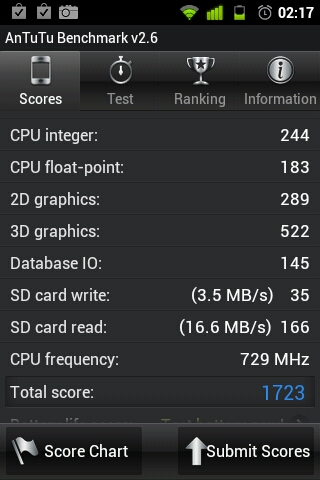 02:17
AnTuTu Benchmark v2.6
Scores Test Ranking Information
CPU integer: 244
CPU float-point: 183
2D graphics: 289
3D graphics: 522
Database IO: 145
SD card write: (3.5 MB/s) 35
SD card read: (16.6 MB/s) 166
CPU frequency: 729 MHz
Total score: 1723
Score Chart Submit Scores